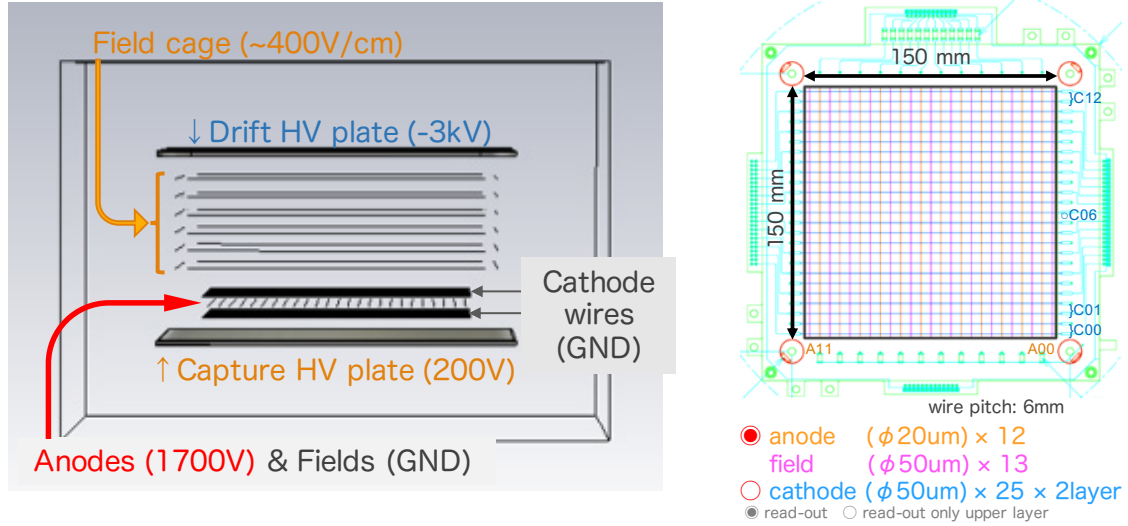 Field cage (~400V/cm)
↓Drift HV plate (-3kV)
Cathode
wires
(GND)
↑Capture HV plate (200V)
Anodes (1700V) & Fields (GND)
150 mm
150 mm
}C12
○C06
}C01
}C00
A11
A00
wire pitch: 6mm
◉ anode (φ20um) × 12
field (φ50um) × 13
○ cathode (φ50um) × 25 × 2layer
◉ read-out ○ read-out only upper layer